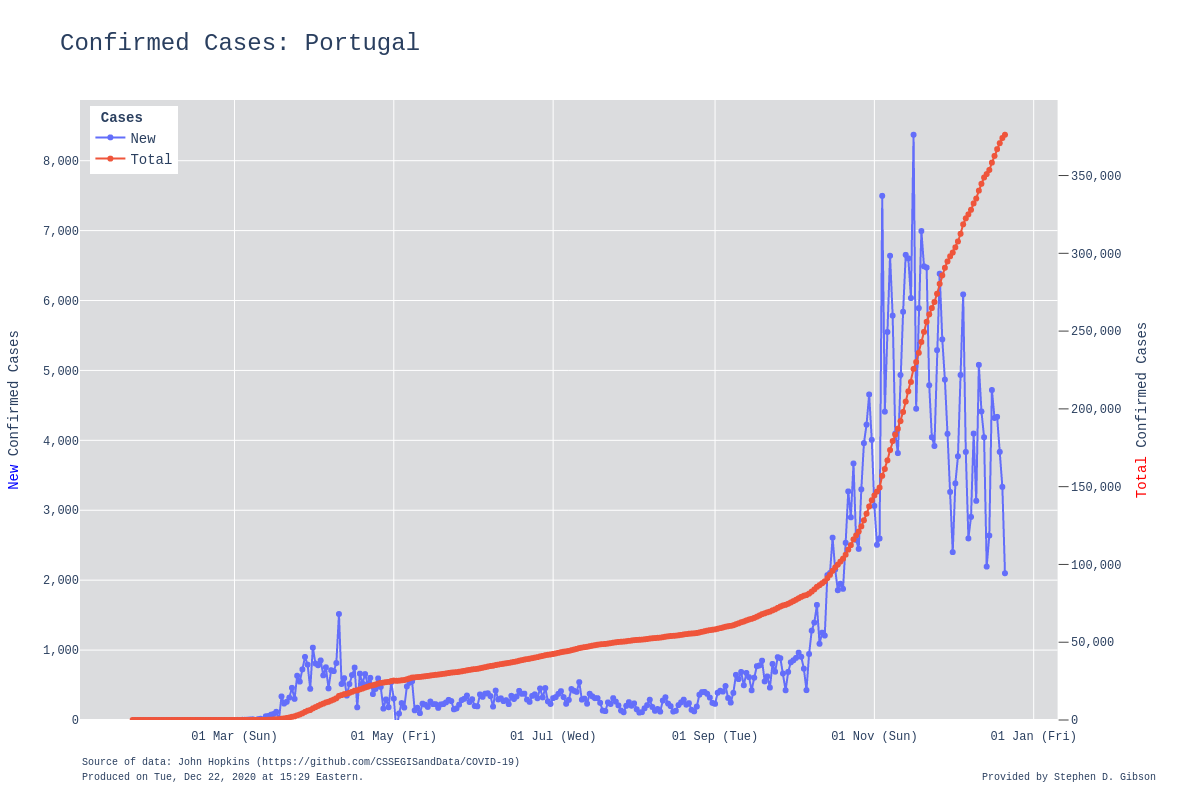 Confirmed Cases: Portugal
Cases
New
Total
8,000
7,000
6,000
5,000
4,000
3,000
2,000
1,000
0
New Confirmed Cases
350,000
300,000
250,000
200,000
150,000
100,000
50,000
0
Total Confirmed Cases
01 Mar (Sun)
01 May (Fri)
01 Jul (Wed)
01 Sep (Tue)
01 Nov (Sun)
01 Jan (Fri)
Source of data: John Hopkins (https://github.com/CSSEGISandData/COVID-19)
Produced on Tue, Dec 22, 2020 at 15:29 Eastern.
Provided by Stephen D. Gibson